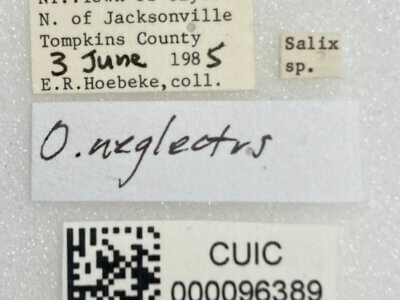 N. of Jacksonville
Tompkins County
3 June 1985
E.R.Hoebeke,coll.
Salix
sp.
O. neglectus
CUIC
000096389